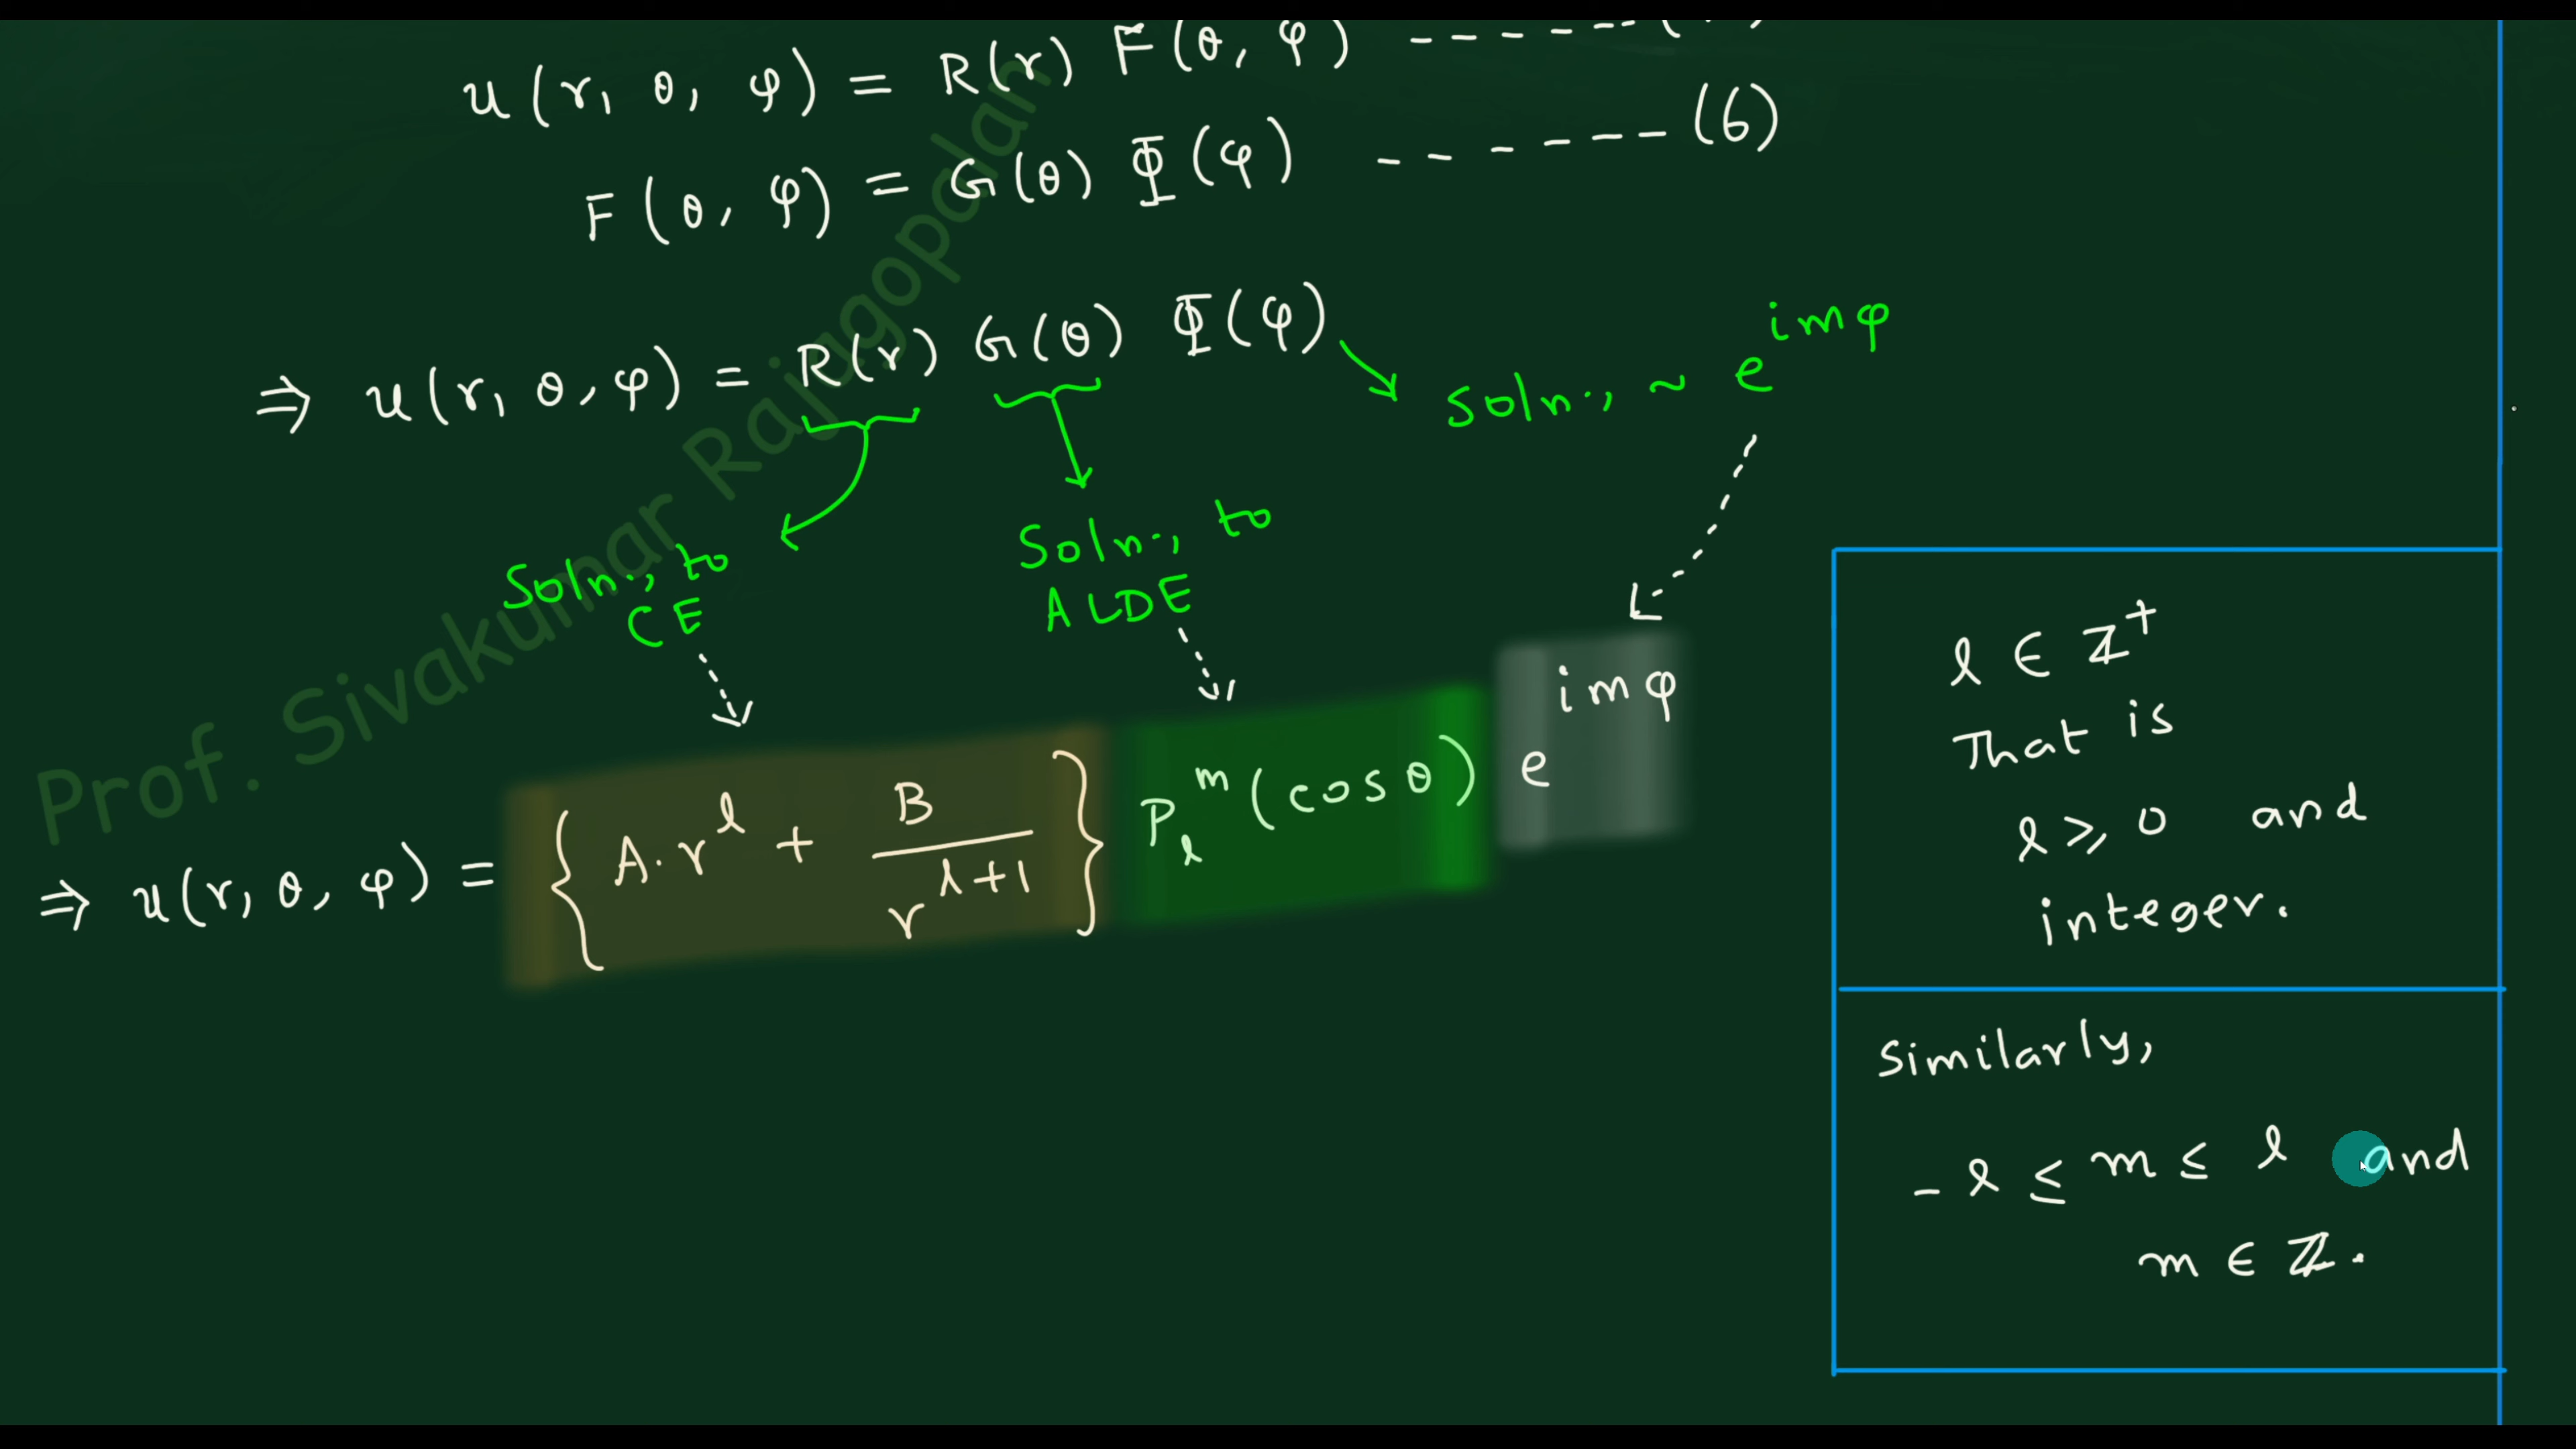 u(r, θ, φ) = R(r) F(θ, φ) ------
F(θ, φ) = G(θ) Φ(φ) ------(6)
⇒ u(r, θ, φ) = R(r) G(θ) Φ(φ)
Soln., ~ e^{imφ}
Soln., to
CE
Soln., to
ALDE
⇒ u(r, θ, φ) = { A. r^l + B / r^{l+1} } P_l^m (cos θ) e^{imφ}
l ∈ ℤ^+
That is
l ⩾ 0 and
integer.
Similarly,
- l ≤ m ≤ l and
m ∈ ℤ.
Prof. Sivakumar Rajagopalan